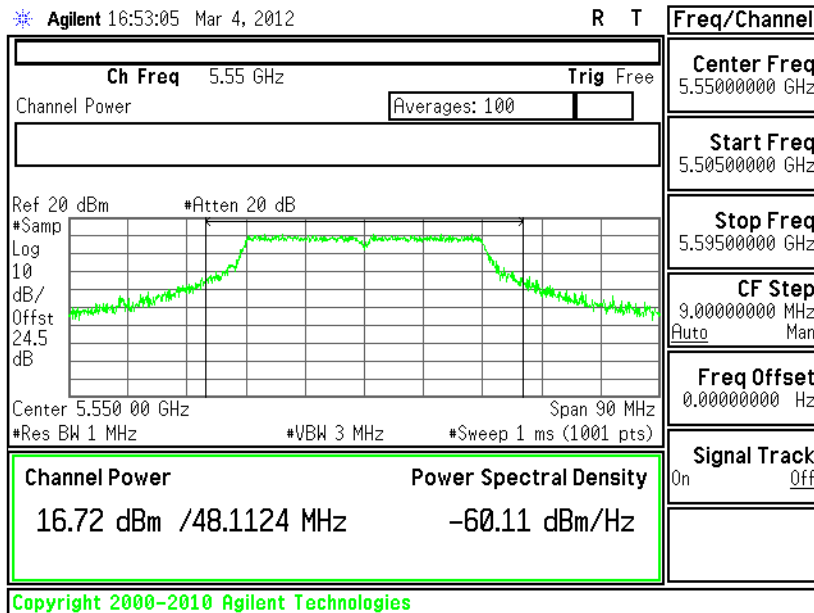 Agilent 16:53:05 Mar 4, 2012 R T
Ch Freq 5.55 GHz Trig Free
Channel Power Averages: 100
Ref 20 dBm #Atten 20 dB
#Samp
Log
10
dB/
Offst
24.5
dB
Center 5.550 00 GHz Span 90 MHz
#Res BW 1 MHz #VBW 3 MHz #Sweep 1 ms (1001 pts)
Channel Power Power Spectral Density
16.72 dBm /48.1124 MHz -60.11 dBm/Hz
Copyright 2000-2010 Agilent Technologies
Freq/Channel
Center Freq
5.55000000 GHz
Start Freq
5.50500000 GHz
Stop Freq
5.59500000 GHz
CF Step
9.00000000 MHz
Auto Man
Freq Offset
0.00000000 Hz
Signal Track
On Off